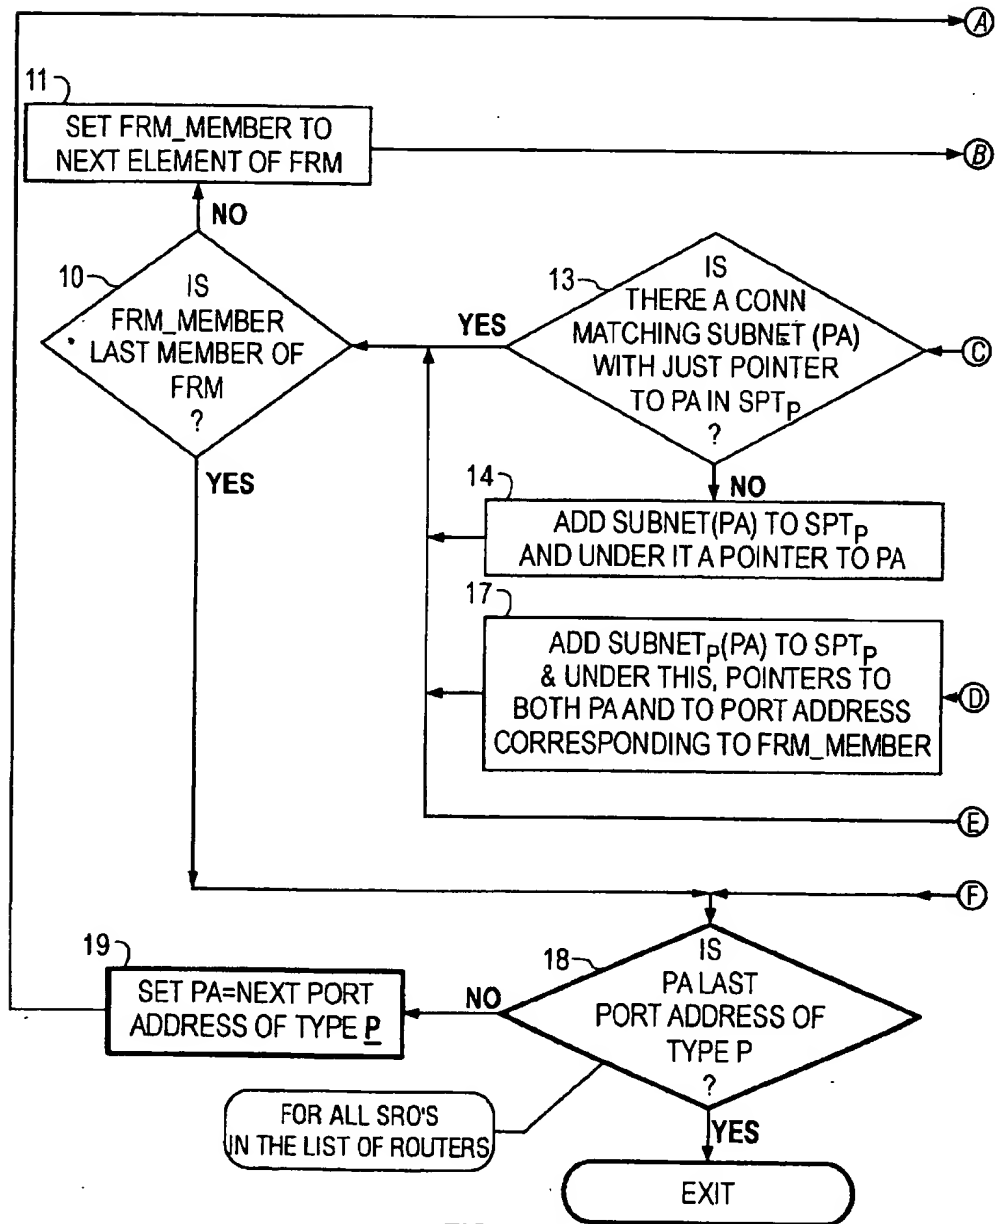 A
11
SET FRM_MEMBER TO
NEXT ELEMENT OF FRM
B
NO
10
IS
FRM_MEMBER
LAST MEMBER OF
FRM
?
YES
13
IS
THERE A CONN
MATCHING SUBNET (PA)
WITH JUST POINTER
TO PA IN SPTP
?
YES
C
NO
14
ADD SUBNET(PA) TO SPTP
AND UNDER IT A POINTER TO PA
17
ADD SUBNETP(PA) TO SPTP
& UNDER THIS, POINTERS TO
BOTH PA AND TO PORT ADDRESS
CORRESPONDING TO FRM_MEMBER
D
E
F
19
SET PA=NEXT PORT
ADDRESS OF TYPE P
NO
18
IS
PA LAST
PORT ADDRESS OF
TYPE P
?
FOR ALL SRO'S
IN THE LIST OF ROUTERS
YES
EXIT